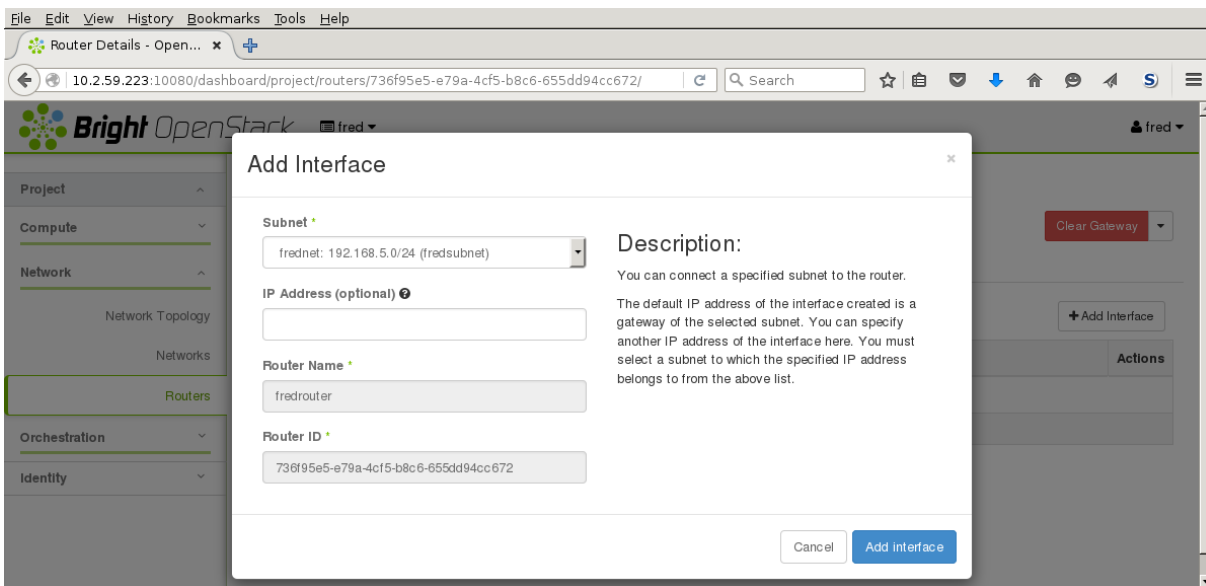 File Edit View History Bookmarks Tools Help
Router Details - Open...
10.2.59.223:10080/dashboard/project/routers/736f95e5-e79a-4cf5-b8c6-655dd94cc672/
Search
Bright OpenStack
fred
fred
Project
Compute
Network
Network Topology
Networks
Routers
Orchestration
Identity
Clear Gateway
Add Interface
Actions
Add Interface
×
Subnet *
frednet: 192.168.5.0/24 (fredsubnet)
IP Address (optional)
Router Name *
fredrouter
Router ID *
736f95e5-e79a-4cf5-b8c6-655dd94cc672
Description:
You can connect a specified subnet to the router.
The default IP address of the interface created is a
gateway of the selected subnet. You can specify
another IP address of the interface here. You must
select a subnet to which the specified IP address
belongs to from the above list.
Cancel
Add interface